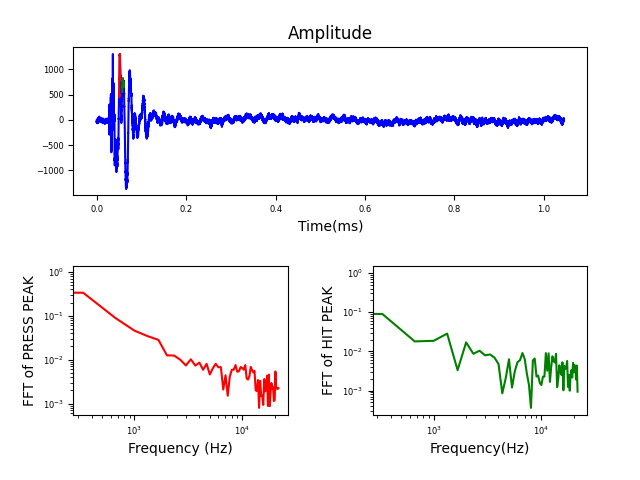 Amplitude
1000
500
0
−500
−1000
0.0 0.2 0.4 0.6 0.8 1.0
Time(ms)
FFT of PRESS PEAK
10⁰
10⁻¹
10⁻²
10⁻³
10³ 10⁴
Frequency (Hz)
FFT of HIT PEAK
10⁰
10⁻¹
10⁻²
10⁻³
10³ 10⁴
Frequency(Hz)